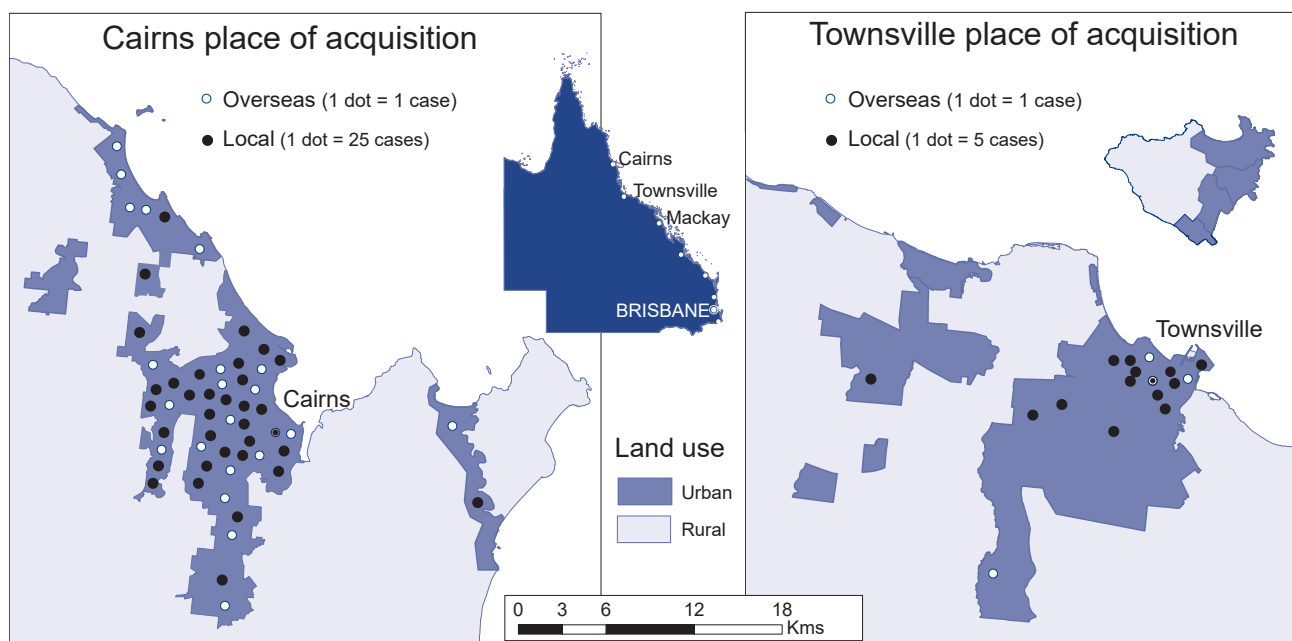 Cairns place of acquisition
Overseas (1 dot = 1 case)
Local (1 dot = 25 cases)
Cairns
Cairns
Townsville
Mackay
BRISBANE
Land use
Urban
Rural
0 3 6 12 18
Kms
Townsville place of acquisition
Overseas (1 dot = 1 case)
Local (1 dot = 5 cases)
Townsville